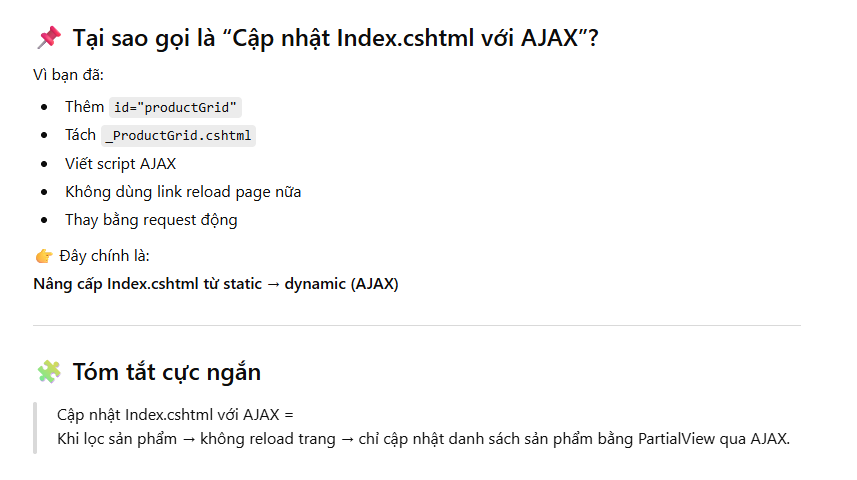 📌 Tại sao gọi là “Cập nhật Index.cshtml với AJAX”?
Vì bạn đã:
• Thêm id="productGrid"
• Tách _ProductGrid.cshtml
• Viết script AJAX
• Không dùng link reload page nữa
• Thay bằng request động
👉 Đây chính là:
Nâng cấp Index.cshtml từ static → dynamic (AJAX)
🧩 Tóm tắt cực ngắn
Cập nhật Index.cshtml với AJAX =
Khi lọc sản phẩm → không reload trang → chỉ cập nhật danh sách sản phẩm bằng PartialView qua AJAX.